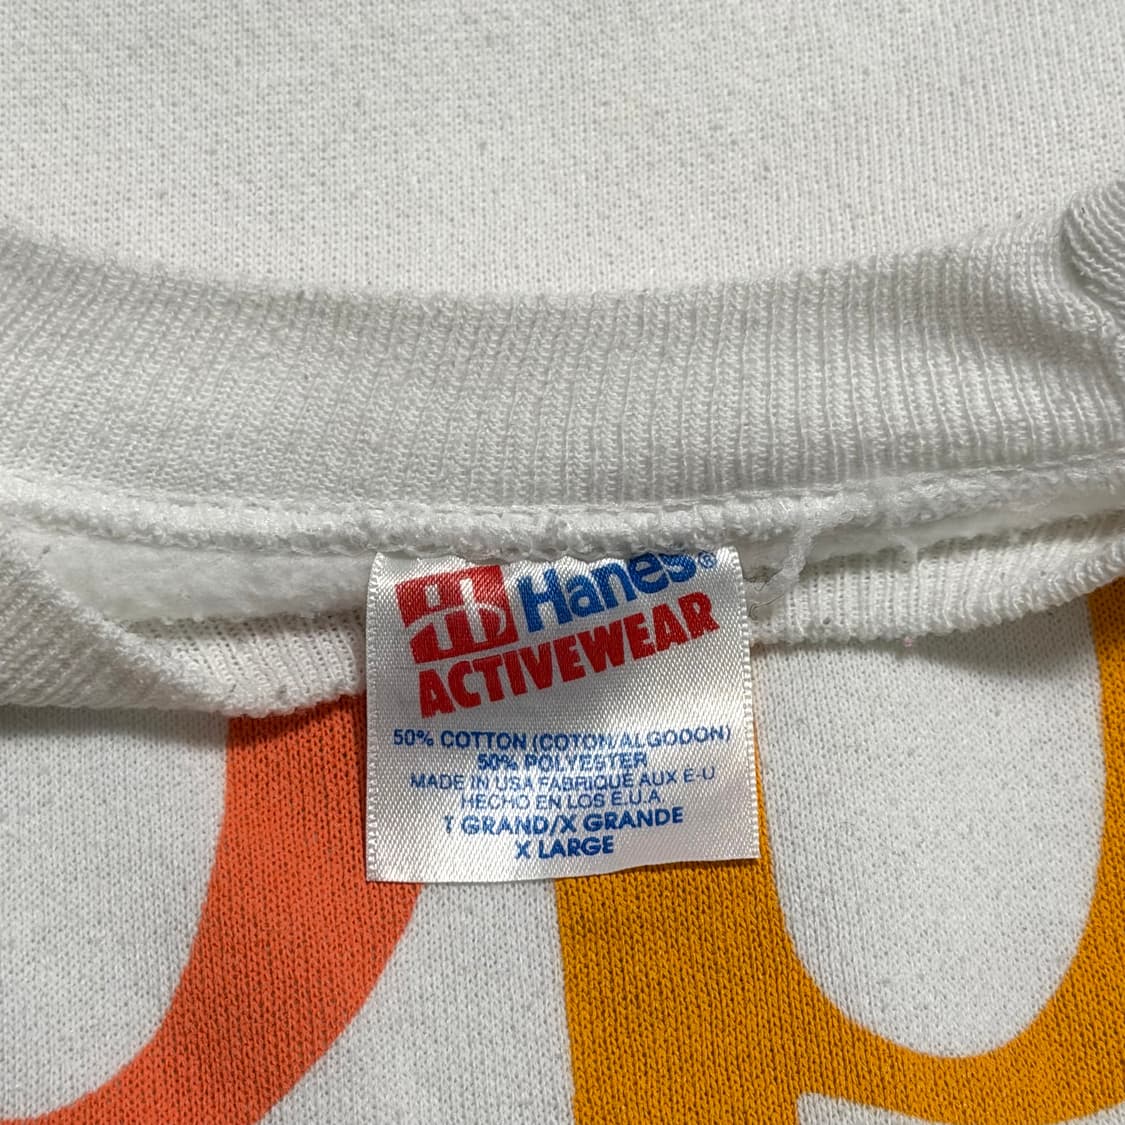 Hanes®
ACTIVEWEAR
50% COTTON (COTON/ALGODON)
50% POLYESTER
MADE IN USA FABRIQUE AUX E-U
HECHO EN LOS E.U.A.
T GRAND/X GRANDE
X LARGE